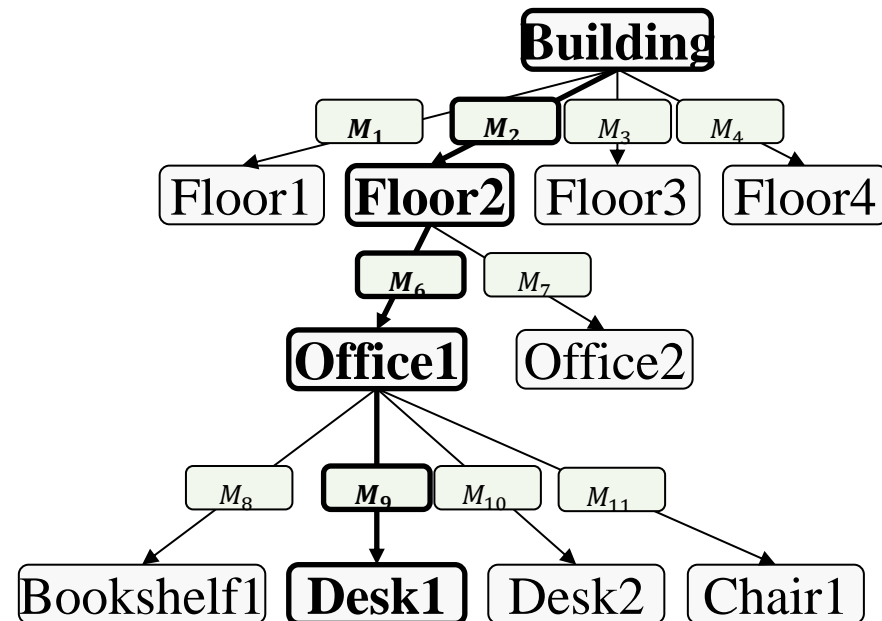 Building
M₁ M₂ M₃ M₄
Floor1 Floor2 Floor3 Floor4
M₆ M₇
Office1 Office2
M₈ M₉ M₁₀ M₁₁
Bookshelf1 Desk1 Desk2 Chair1